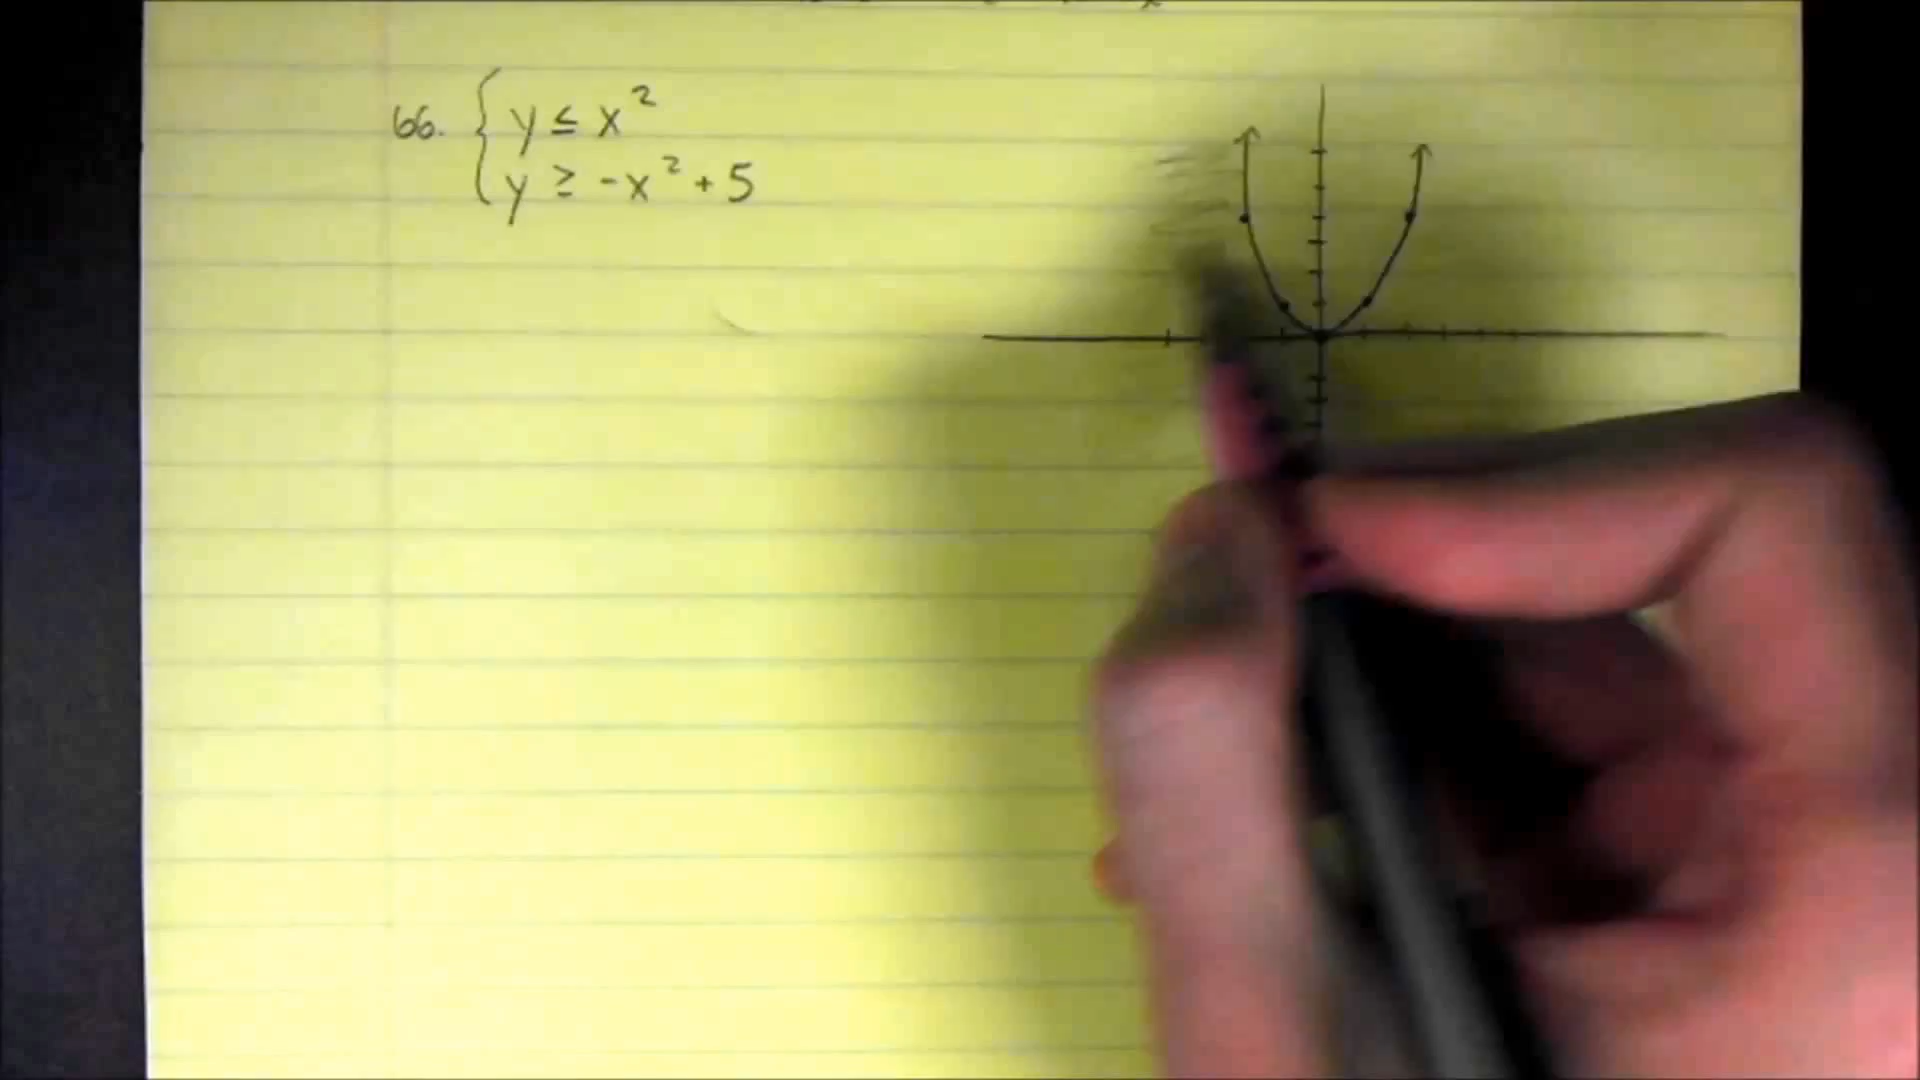 66. { y ≤ x²
y ≥ -x² + 5